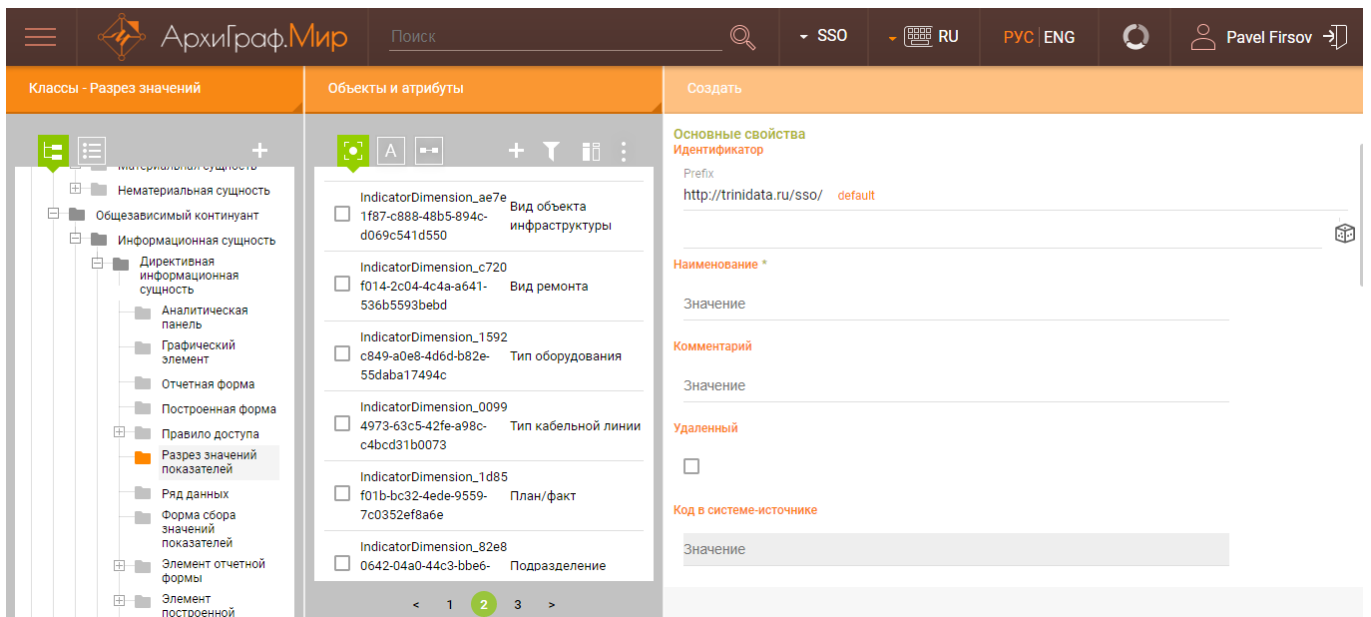 АрхиГраф.Мир
Поиск
SSO
RU
РУС | ENG
Pavel Firsov
Классы - Разрез значений
Объекты и атрибуты
Создать
Материальная сущность
Нематериальная сущность
Общезависимый континуант
Информационная сущность
Директивная
информационная
сущность
Аналитическая
панель
Графический
элемент
Отчетная форма
Построенная форма
Правило доступа
Разрез значений
показателей
Ряд данных
Форма сбора
значений
показателей
Элемент отчетной
формы
Элемент
построенной
A
IndicatorDimension_ae7e
1f87-c888-48b5-894c-
d069c541d550
Вид объекта
инфраструктуры
IndicatorDimension_c720
f014-2c04-4c4a-a641-
536b5593bebd
Вид ремонта
IndicatorDimension_1592
c849-a0e8-4d6d-b82e-
55daba17494c
Тип оборудования
IndicatorDimension_0099
4973-63c5-42fe-a98c-
c4bcd31b0073
Тип кабельной линии
IndicatorDimension_1d85
f01b-bc32-4ede-9559-
7c0352ef8a6e
План/факт
IndicatorDimension_82e8
0642-04a0-44c3-bbe6-
Подразделение
< 1 2 3 >
Основные свойства
Идентификатор
Prefix
http://trinidata.ru/sso/ default
Наименование *
Значение
Комментарий
Значение
Удаленный
Код в системе-источнике
Значение